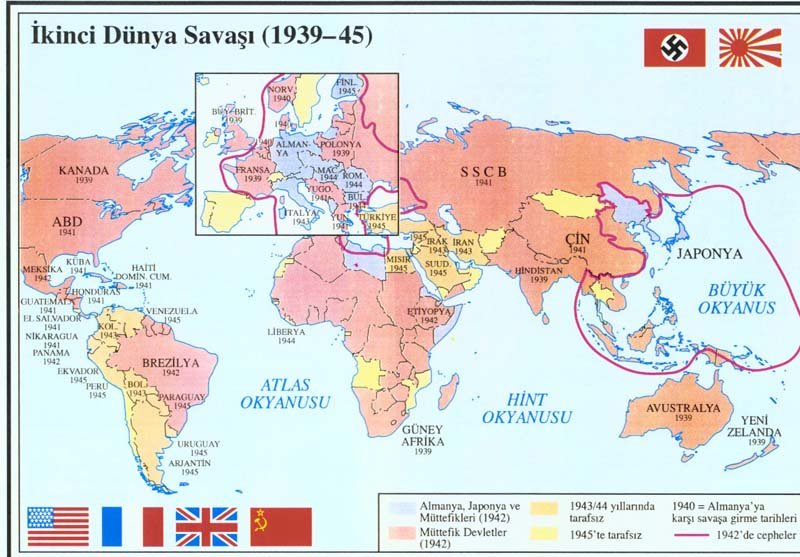 İkinci Dünya Savaşı (1939–45)
NORV.
1940
FİNL.
1945
BÜY–BRİT.
1939
1940
1940
ALMAN-
YA
POLONYA
1939
FRANSA
1939
MAC.
1944
ROM.
1944
YUGO.
1941
BUL.
1944
İTALYA
1943
YUN.
1941
TÜRKİYE
1945
KANADA
1939
ABD
1941
MEKSİKA
1942
KÜBA
1941
HAİTİ
DOMİN. CUM.
1941
HONDURAS
1941
GUATEMALA
1941
EL SALVADOR
1941
NİKARAGUA
1941
PANAMA
1942
VENEZUELA
1945
KOL.
1943
EKVADOR
1945
PERU
1945
BREZİLYA
1942
BOL.
1943
PARAGUAY
1945
URUGUAY
1945
ARJANTİN
1945
ATLAS
OKYANUSU
LİBERYA
1944
MISIR
1945
ETİYOPYA
1942
GÜNEY
AFRİKA
1939
SSCB
1941
1945
IRAK
1943
İRAN
1943
SUUD.
1945
HİNDİSTAN
1939
ÇİN
1941
JAPONYA
BÜYÜK
OKYANUS
HİNT
OKYANUSU
AVUSTRALYA
1939
YENİ
ZELANDA
1939
Almanya, Japonya ve
Müttefikleri (1942)
Müttefik Devletler
(1942)
1943/44 yıllarında
tarafsız
1945'te tarafsız
1940 = Almanya'ya
karşı savaşa girme tarihleri
1942'de cepheler